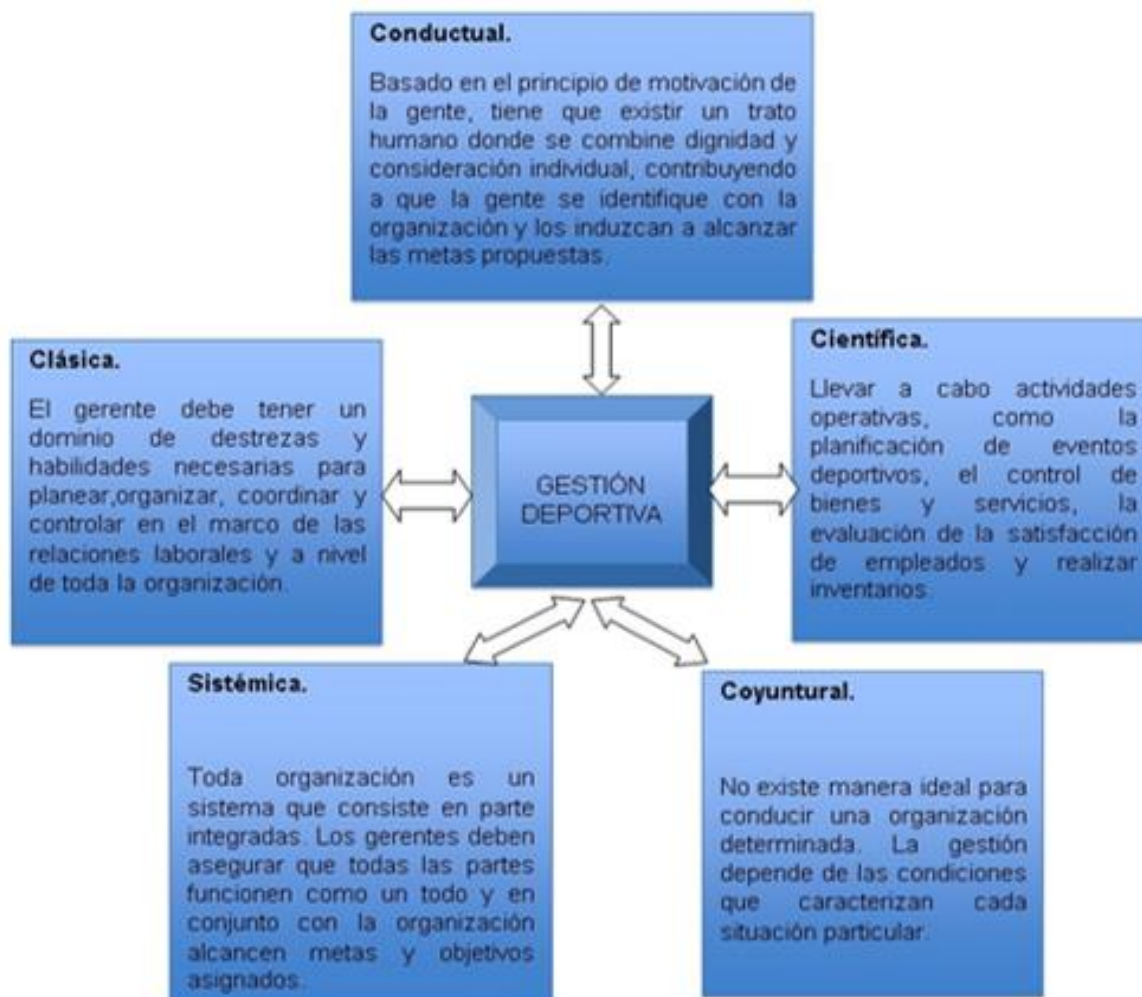 Conductual.
Basado en el principio de motivación de
la gente, tiene que existir un trato
humano donde se combine dignidad y
consideración individual, contribuyendo
a que la gente se identifique con la
organización y los induzcan a alcanzar
las metas propuestas.
Clásica.
El gerente debe tener un
dominio de destrezas y
habilidades necesarias para
planear,organizar, coordinar y
controlar en el marco de las
relaciones laborales y a nivel
de toda la organización.
GESTIÓN
DEPORTIVA
Científica.
Llevar a cabo actividades
operativas, como la
planificación de eventos
deportivos, el control de
bienes y servicios, la
evaluación de la satisfacción
de empleados y realizar
inventarios.
Sistémica.
Toda organización es un
sistema que consiste en parte
integradas. Los gerentes deben
asegurar que todas las partes
funcionen como un todo y en
conjunto con la organización
alcancen metas y objetivos
asignados.
Coyuntural.
No existe manera ideal para
conducir una organización
determinada. La gestión
depende de las condiciones
que caracterizan cada
situación particular.